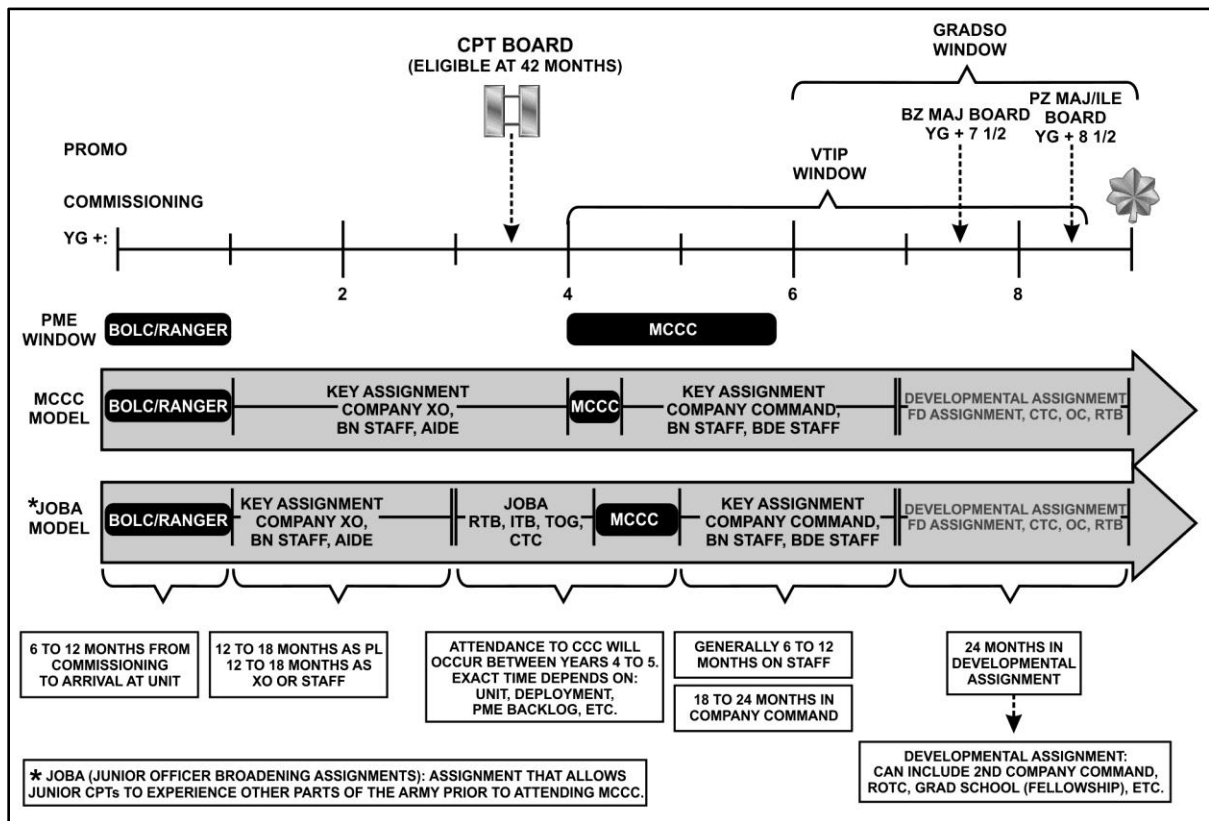 GRADSO
WINDOW
CPT BOARD
(ELIGIBLE AT 42 MONTHS)
BZ MAJ BOARD
YG + 7 1/2
PZ MAJ/ILE
BOARD
YG + 8 1/2
PROMO
VTIP
WINDOW
COMMISSIONING
YG +:
2
4
6
8
PME
WINDOW
BOLC/RANGER
MCCC
MCCC
MODEL
BOLC/RANGER
KEY ASSIGNMENT
COMPANY XO,
BN STAFF, AIDE
MCCC
KEY ASSIGNMENT
COMPANY COMMAND,
BN STAFF, BDE STAFF
DEVELOPMENTAL ASSIGNMEMT
FD ASSIGNMENT, CTC, OC, RTB
*JOBA
MODEL
BOLC/RANGER
KEY ASSIGNMENT
COMPANY XO,
BN STAFF, AIDE
JOBA
RTB, ITB, TOG,
CTC
MCCC
KEY ASSIGNMENT
COMPANY COMMAND,
BN STAFF, BDE STAFF
DEVELOPMENTAL ASSIGNMEMT
FD ASSIGNMENT, CTC, OC, RTB
6 TO 12 MONTHS FROM
COMMISSIONING
TO ARRIVAL AT UNIT
12 TO 18 MONTHS AS PL
12 TO 18 MONTHS AS
XO OR STAFF
ATTENDANCE TO CCC WILL
OCCUR BETWEEN YEARS 4 TO 5.
EXACT TIME DEPENDS ON:
UNIT, DEPLOYMENT,
PME BACKLOG, ETC.
GENERALLY 6 TO 12
MONTHS ON STAFF
18 TO 24 MONTHS IN
COMPANY COMMAND
24 MONTHS IN
DEVELOPMENTAL
ASSIGNMENT
DEVELOPMENTAL ASSIGNMENT:
CAN INCLUDE 2ND COMPANY COMMAND,
ROTC, GRAD SCHOOL (FELLOWSHIP), ETC.
* JOBA (JUNIOR OFFICER BROADENING ASSIGNMENTS): ASSIGNMENT THAT ALLOWS
JUNIOR CPTs TO EXPERIENCE OTHER PARTS OF THE ARMY PRIOR TO ATTENDING MCCC.